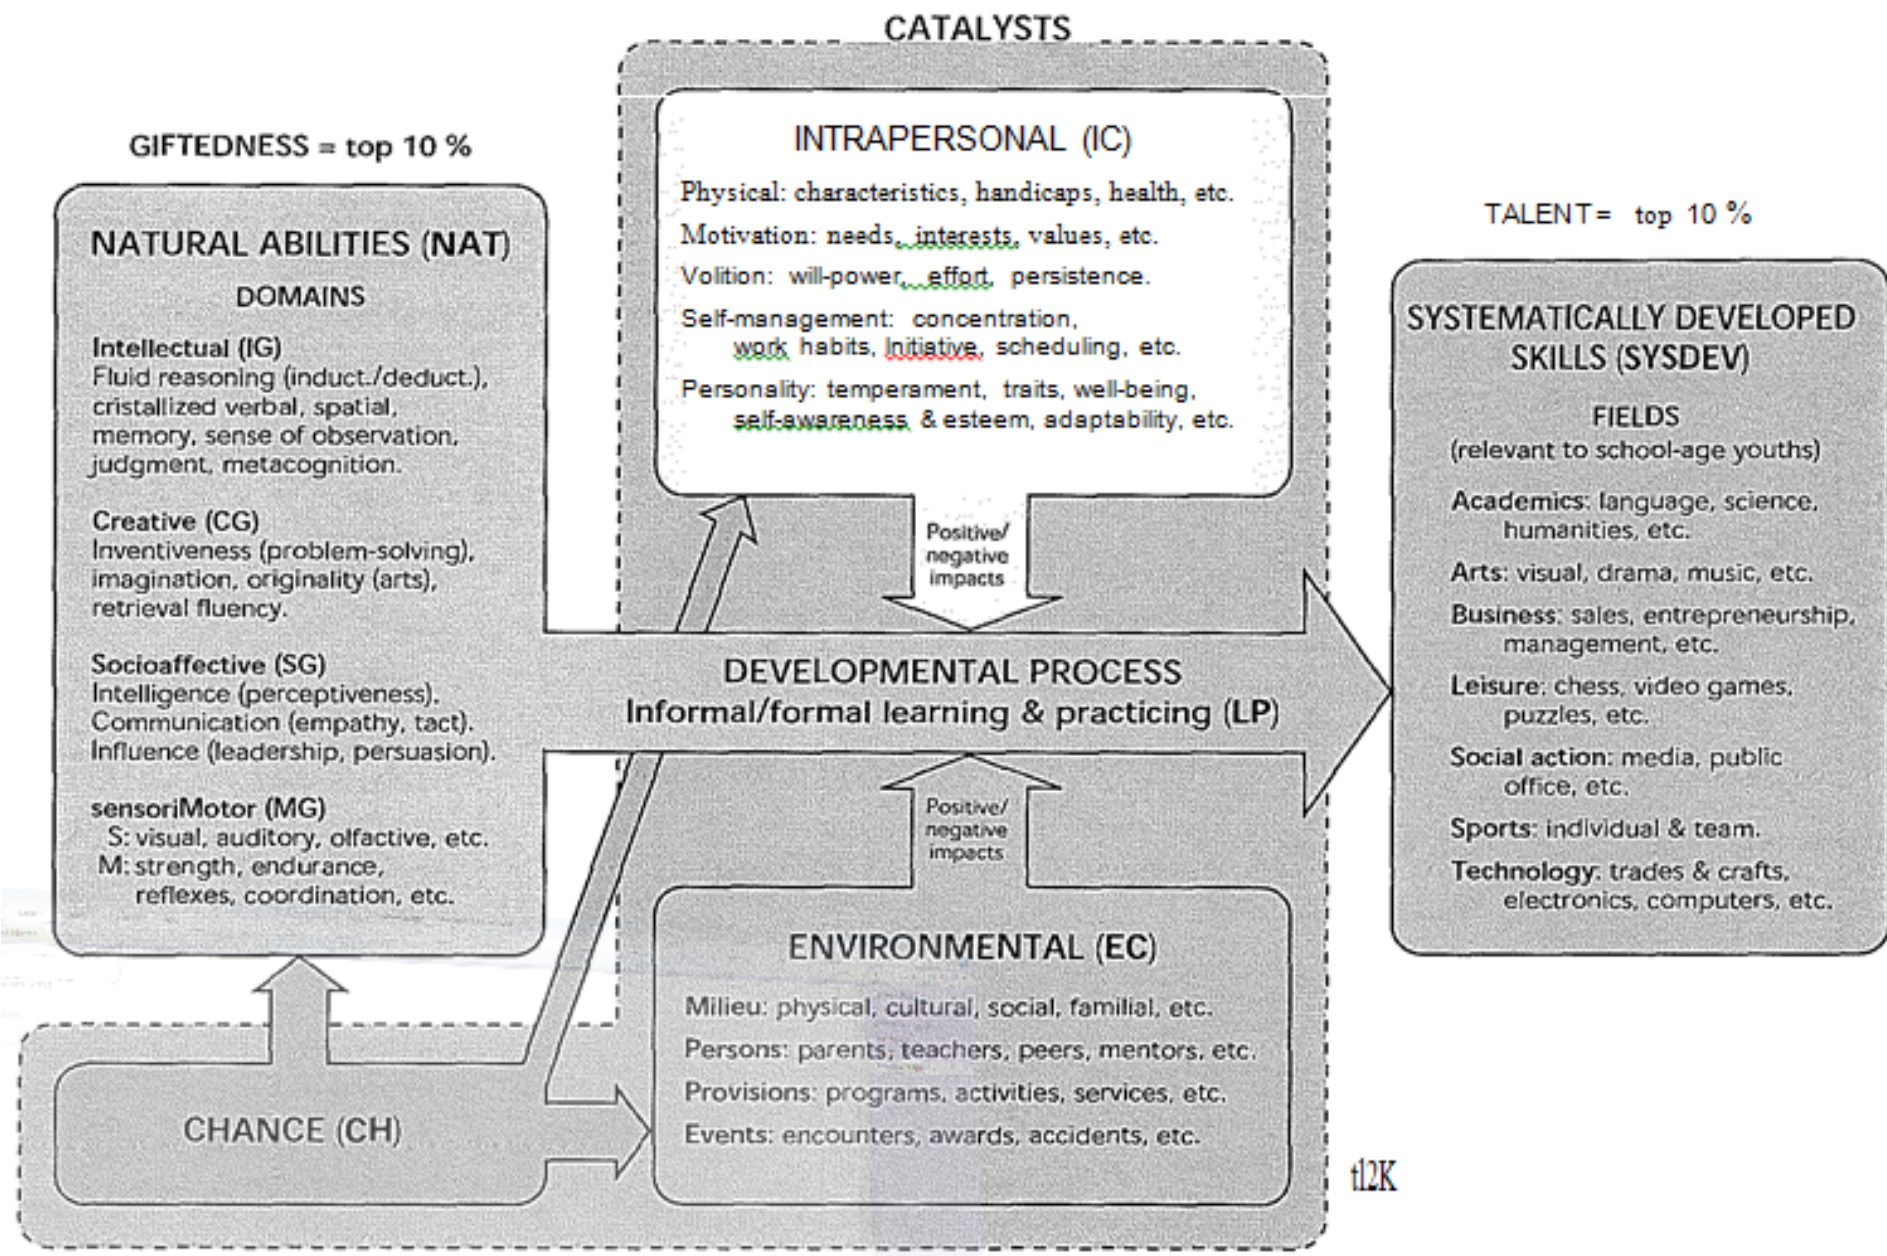 CATALYSTS
GIFTEDNESS = top 10 %
NATURAL ABILITIES (NAT)
DOMAINS
Intellectual (IG)
Fluid reasoning (induct./deduct.),
cristallized verbal, spatial,
memory, sense of observation,
judgment, metacognition.
Creative (CG)
Inventiveness (problem-solving),
imagination, originality (arts),
retrieval fluency.
Socioaffective (SG)
Intelligence (perceptiveness).
Communication (empathy, tact).
Influence (leadership, persuasion).
sensoriMotor (MG)
S: visual, auditory, olfactive, etc.
M: strength, endurance,
reflexes, coordination, etc.
INTRAPERSONAL (IC)
Physical: characteristics, handicaps, health, etc.
Motivation: needs, interests, values, etc.
Volition: will-power, effort, persistence.
Self-management: concentration,
work habits, Initiative, scheduling, etc.
Personality: temperament, traits, well-being,
self-awareness & esteem, adaptability, etc.
Positive/
negative
impacts
DEVELOPMENTAL PROCESS
Informal/formal learning & practicing (LP)
Positive/
negative
impacts
ENVIRONMENTAL (EC)
Milieu: physical, cultural, social, familial, etc.
Persons: parents, teachers, peers, mentors, etc.
Provisions: programs, activities, services, etc.
Events: encounters, awards, accidents, etc.
CHANCE (CH)
TALENT= top 10 %
SYSTEMATICALLY DEVELOPED
SKILLS (SYSDEV)
FIELDS
(relevant to school-age youths)
Academics: language, science,
humanities, etc.
Arts: visual, drama, music, etc.
Business: sales, entrepreneurship,
management, etc.
Leisure: chess, video games,
puzzles, etc.
Social action: media, public
office, etc.
Sports: individual & team.
Technology: trades & crafts,
electronics, computers, etc.
tl2K